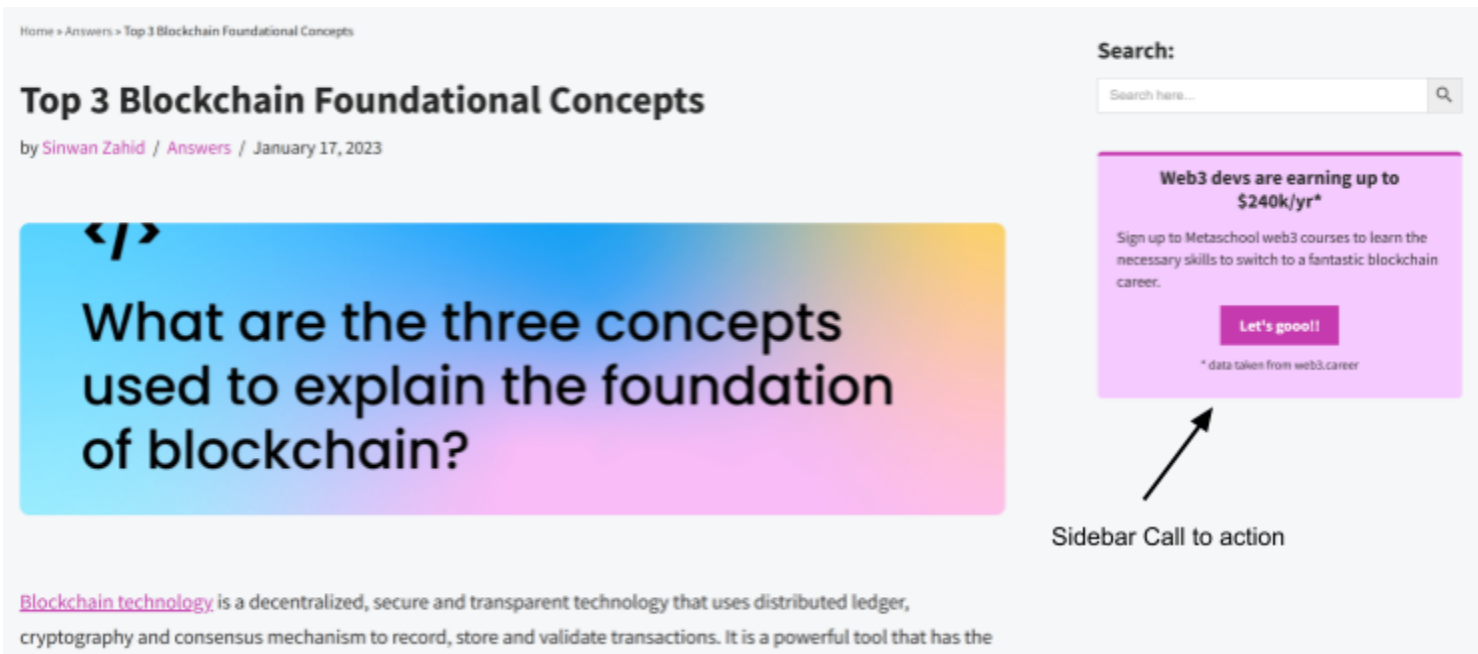 Home » Answers » Top 3 Blockchain Foundational Concepts
Top 3 Blockchain Foundational Concepts
by Sinwan Zahid / Answers / January 17, 2023
</>
What are the three concepts
used to explain the foundation
of blockchain?
Blockchain technology is a decentralized, secure and transparent technology that uses distributed ledger,
cryptography and consensus mechanism to record, store and validate transactions. It is a powerful tool that has the
Search:
Search here...
Web3 devs are earning up to
$240k/yr*
Sign up to Metaschool web3 courses to learn the
necessary skills to switch to a fantastic blockchain
career.
Let's gooo!!
* data taken from web3.career
Sidebar Call to action